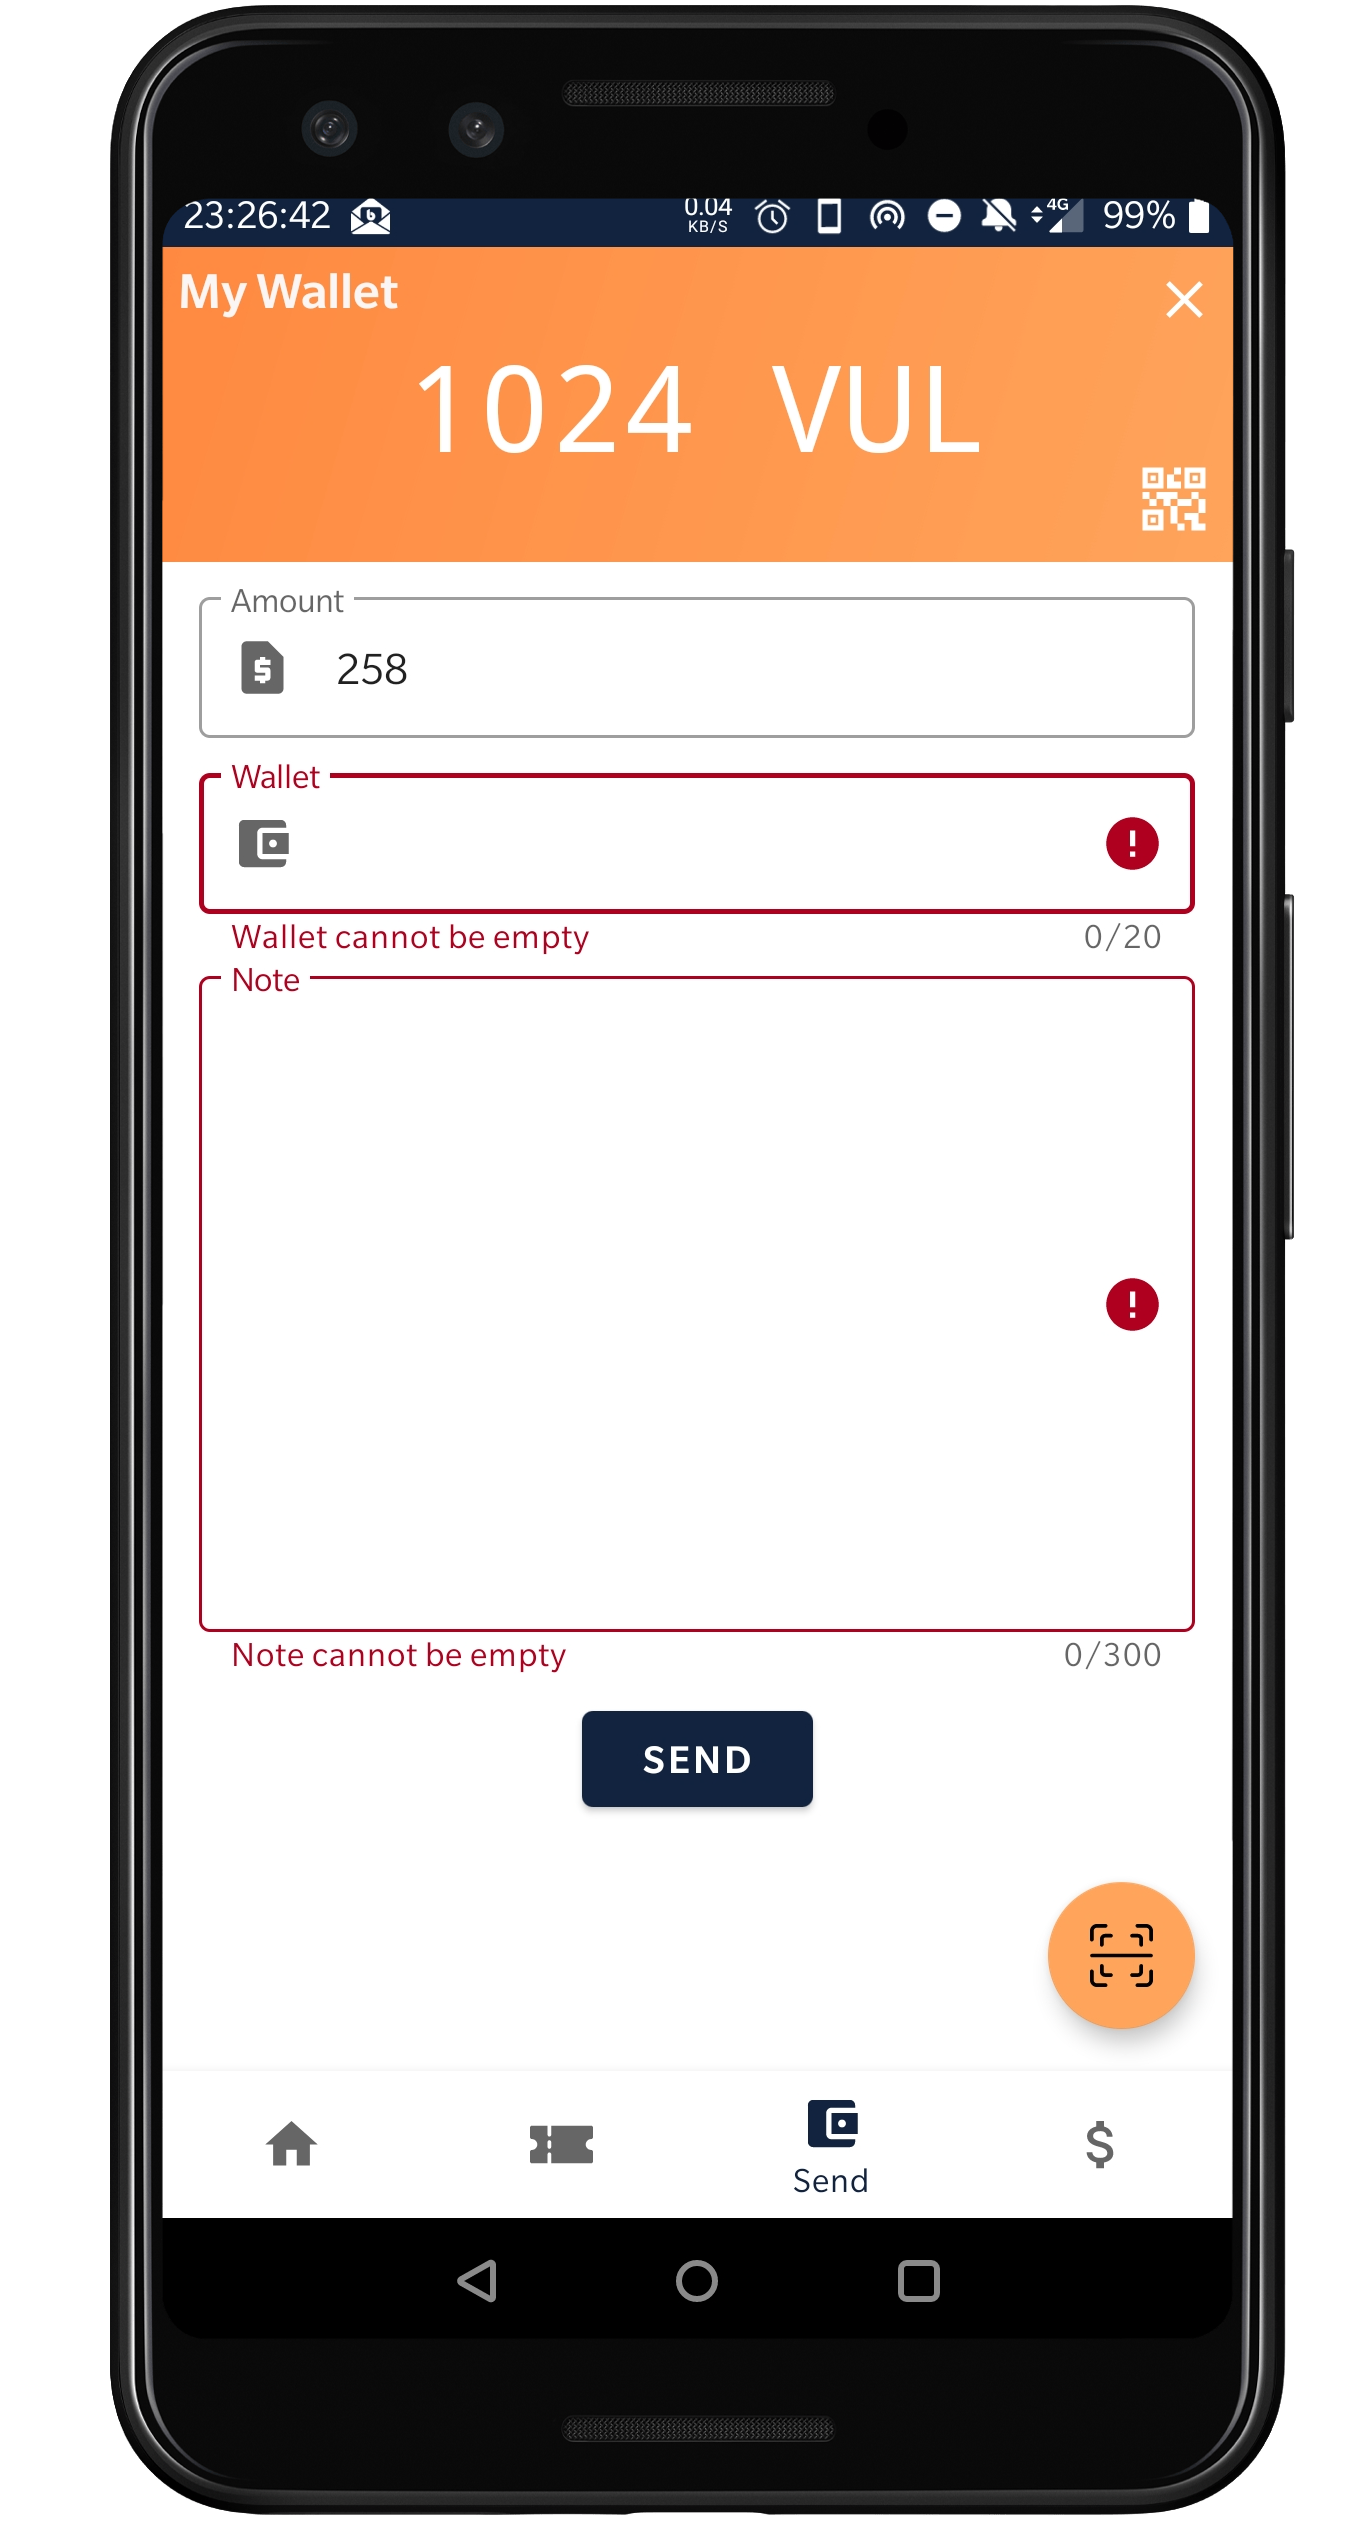 23:26:42
0.04
KB/S
4G
99%
My Wallet
1024 VUL
Amount
258
Wallet
Wallet cannot be empty
0/20
Note
Note cannot be empty
0/300
SEND
Send